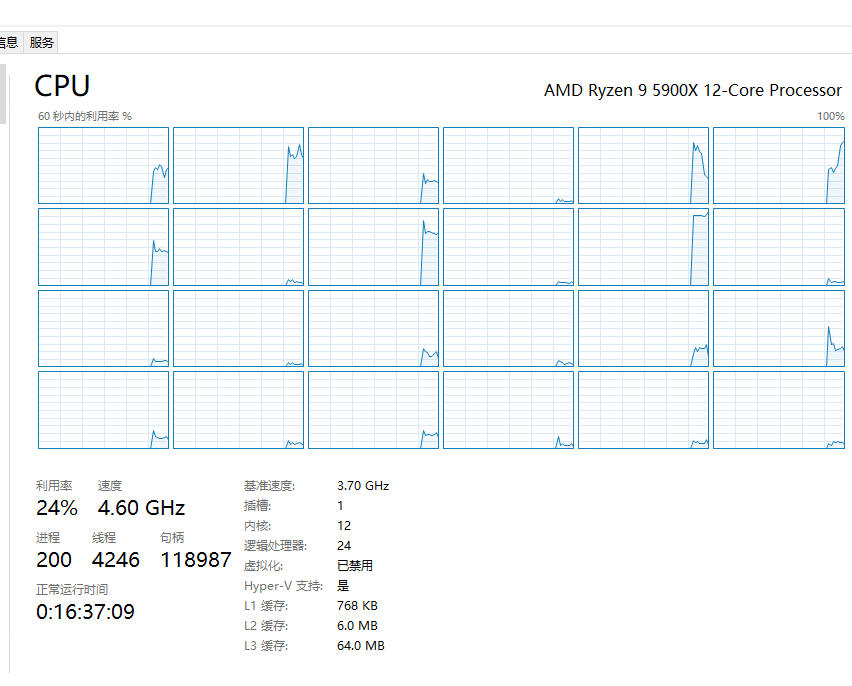 信息 服务
CPU
AMD Ryzen 9 5900X 12-Core Processor
60 秒内的利用率 %
100%
利用率 速度
24% 4.60 GHz
进程 线程 句柄
200 4246 118987
正常运行时间
0:16:37:09
基准速度: 3.70 GHz
插槽: 1
内核: 12
逻辑处理器: 24
虚拟化: 已禁用
Hyper-V 支持: 是
L1 缓存: 768 KB
L2 缓存: 6.0 MB
L3 缓存: 64.0 MB